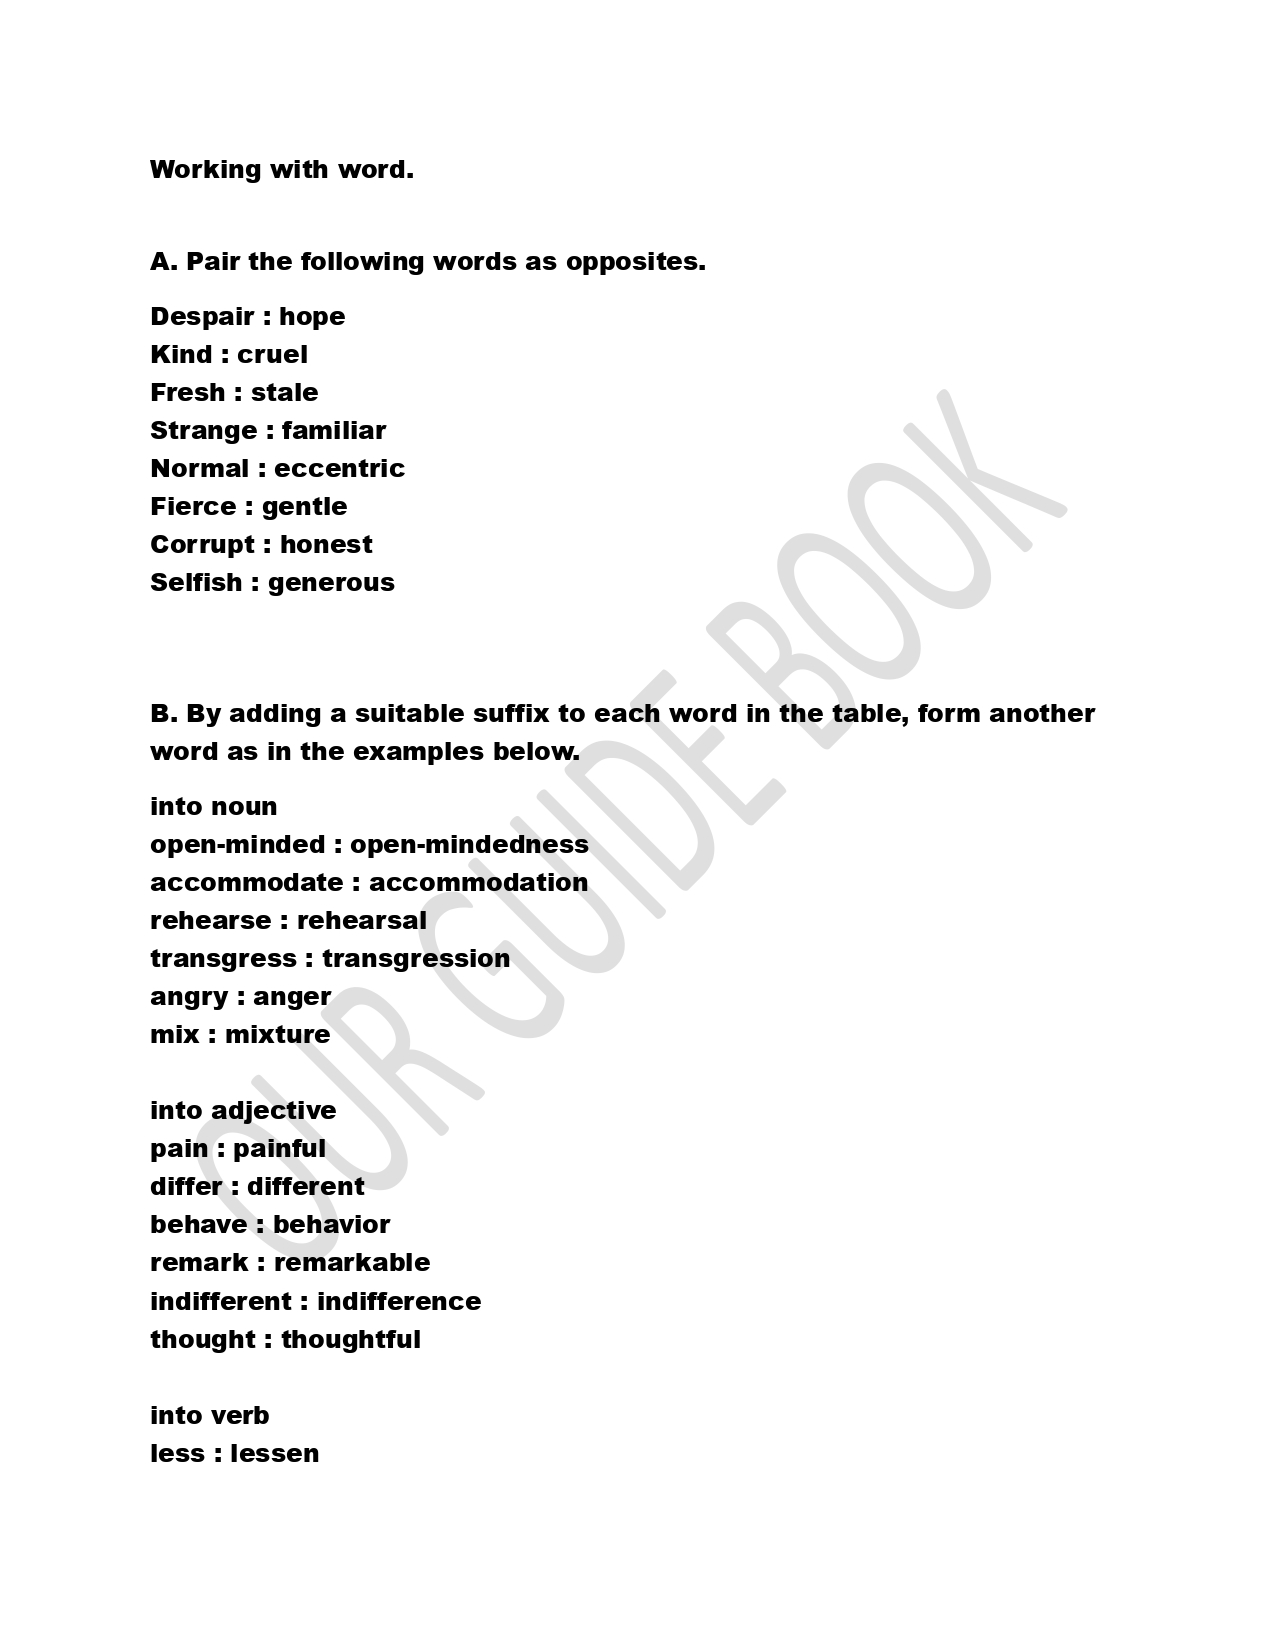 Working with word.
A. Pair the following words as opposites.
Despair : hope
Kind : cruel
Fresh : stale
Strange : familiar
Normal : eccentric
Fierce : gentle
Corrupt : honest
Selfish : generous
B. By adding a suitable suffix to each word in the table, form another
word as in the examples below.
into noun
open-minded : open-mindedness
accommodate : accommodation
rehearse : rehearsal
transgress : transgression
angry : anger
mix : mixture
into adjective
pain : painful
differ : different
behave : behavior
remark : remarkable
indifferent : indifference
thought : thoughtful
into verb
less : lessen
OUR GUIDE BOOK